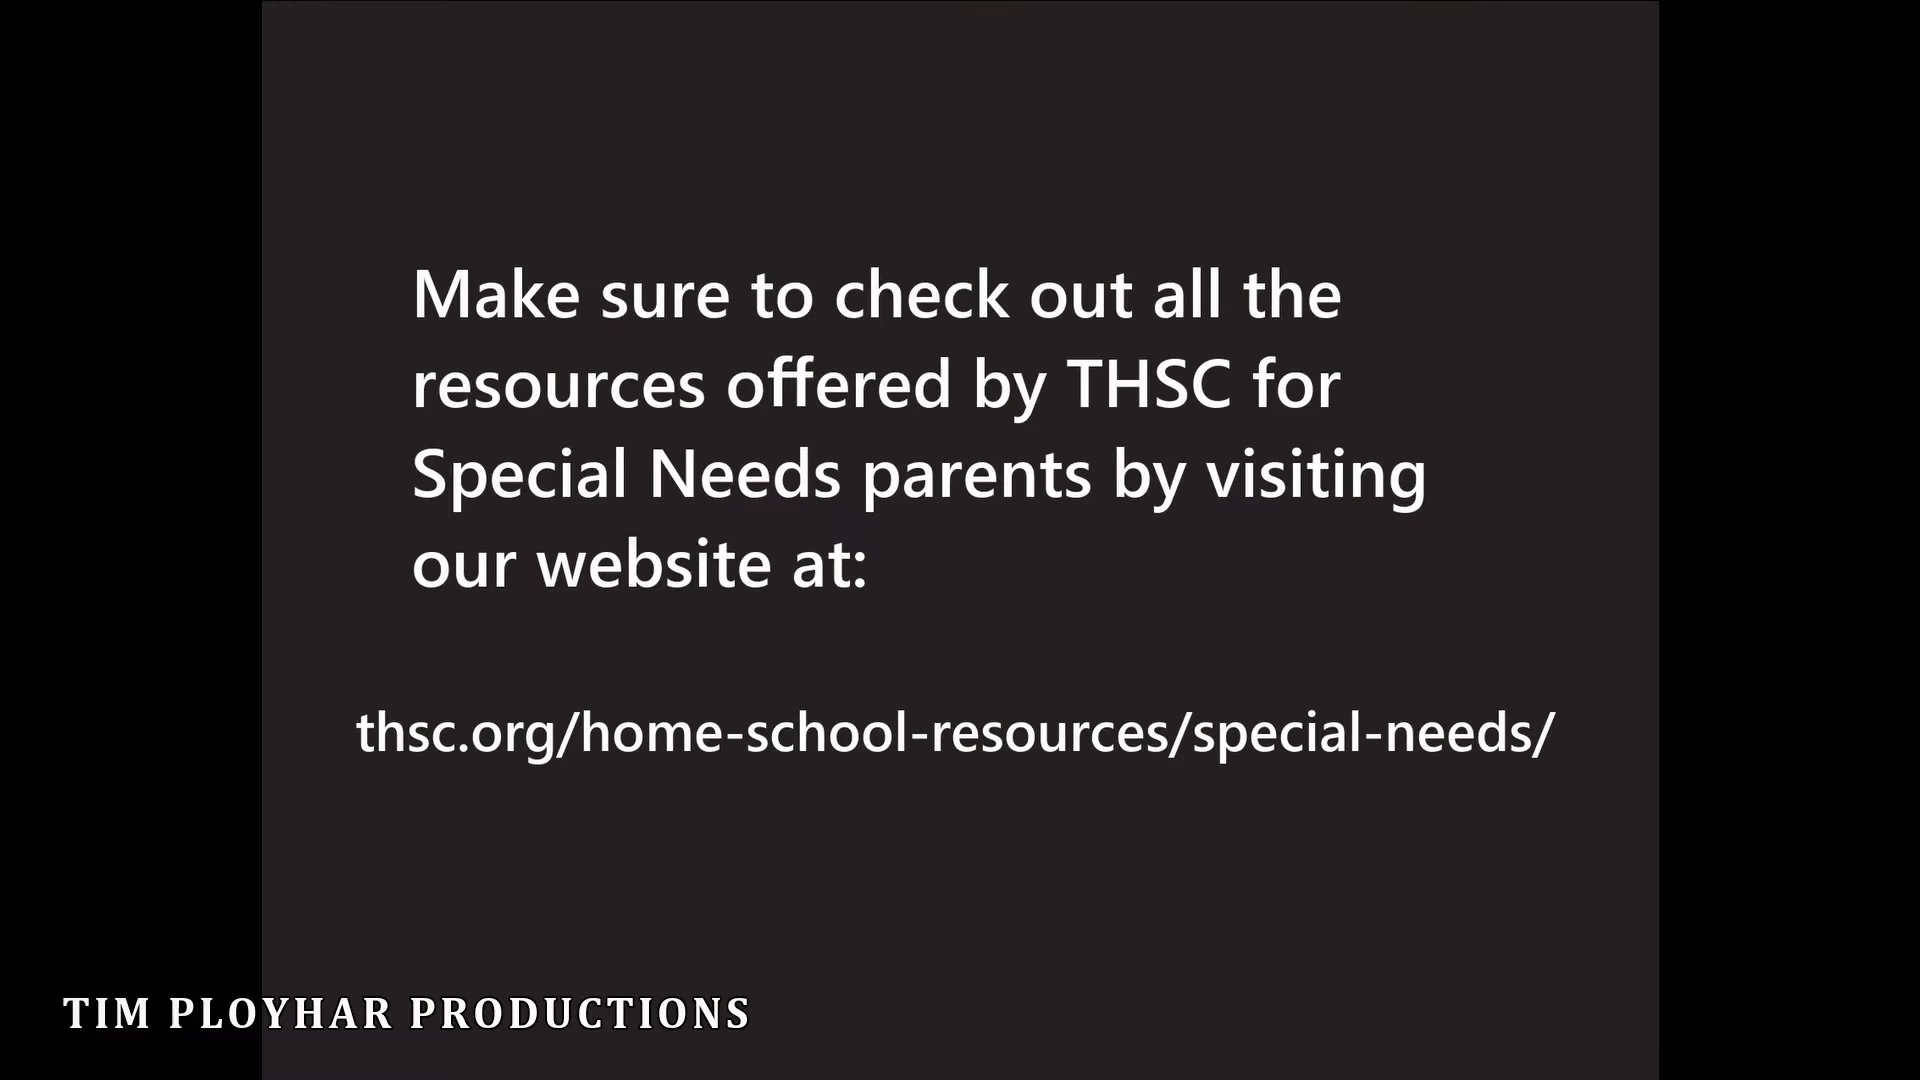 Make sure to check out all the
resources offered by THSC for
Special Needs parents by visiting
our website at:
thsc.org/home-school-resources/special-needs/
TIM PLOYHAR PRODUCTIONS